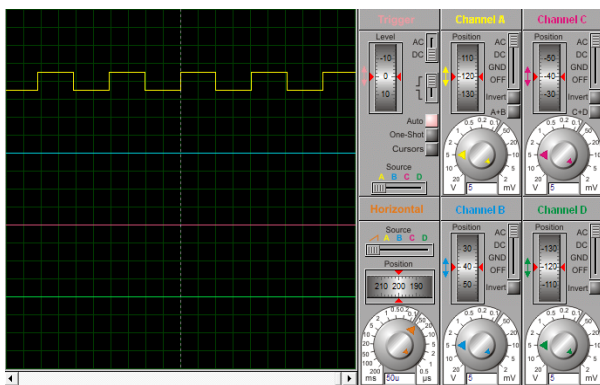 Trigger
Level
AC
DC
-10
0
10
Auto
One-Shot
Cursors
Source
A B C D
Channel A
Position
AC
DC
GND
OFF
110
120
130
Invert
A+B
V 5 mV
Channel C
Position
AC
DC
GND
OFF
-50
-40
-30
Invert
C+D
V 5 mV
Horizontal
Source
A B C D
Position
210 200 190
ms 50u µs
Channel B
Position
AC
DC
GND
OFF
30
40
50
Invert
V 5 mV
Channel D
Position
AC
DC
GND
OFF
-130
-120
-110
Invert
V 5 mV